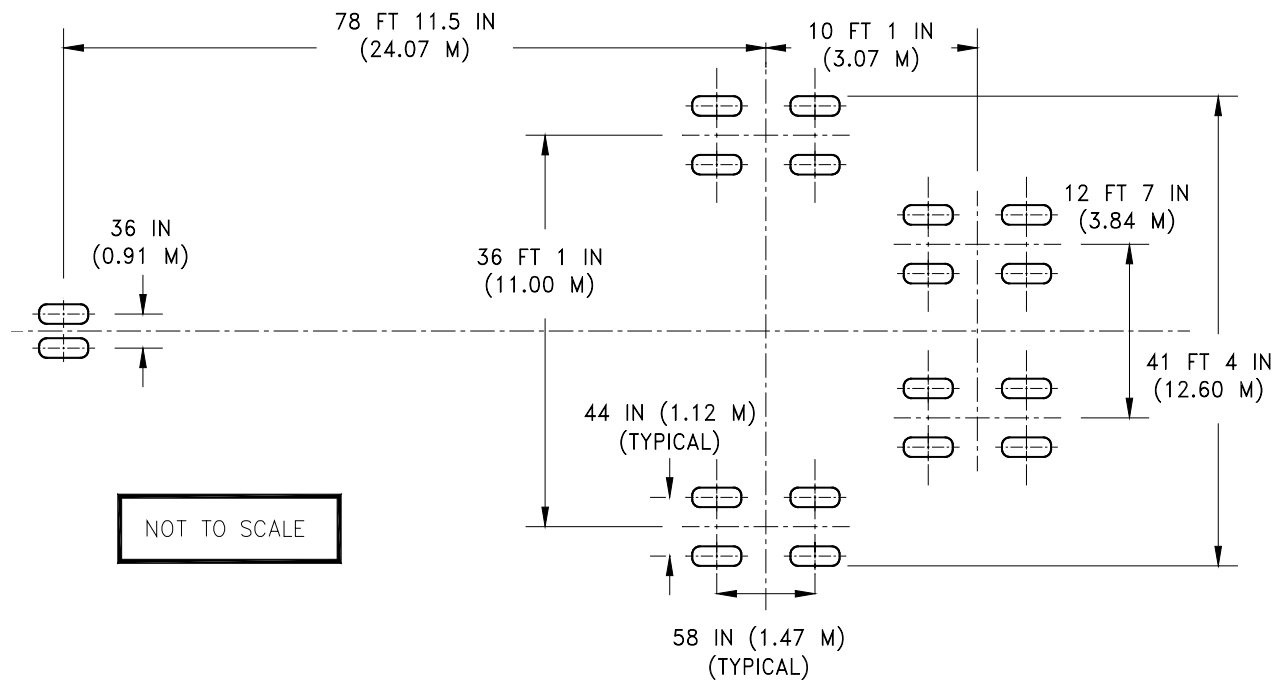 78 FT 11.5 IN
(24.07 M)
10 FT 1 IN
(3.07 M)
36 IN
(0.91 M)
36 FT 1 IN
(11.00 M)
12 FT 7 IN
(3.84 M)
41 FT 4 IN
(12.60 M)
44 IN (1.12 M)
(TYPICAL)
NOT TO SCALE
58 IN (1.47 M)
(TYPICAL)